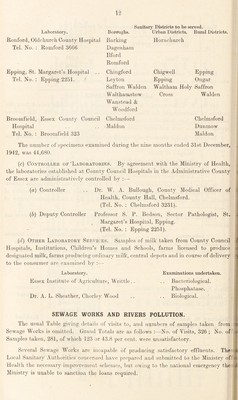 11
Sanitary Districts to be served.
Laboratory. Boroughs. Urban Districts. Rural Districts.
Romford, Oldchurch County Hospital Barking Hornchurch
Tel. No. : Romford 5666 Dagenham
Ilford
Romford
Epping, St. Margaret's Hospital .. Chingford Chigwell Epping
Tel. No. : Epping 2251. Leyton Epping Ongar
Saffron Walden Waltham Holy Saffron
Walthamstow Cross Walden
Wanstead &
Woodford
Broomfield, Essex County Council Chelmsford Chelmsford
Hospital Maldon Dunmow
Tel. No. : Broomfield 323 Maldon
The number of specimens examined during the nine months ended 31st December,
1942, was 44,680.
(c) CONTROLLER OF LABORATORIES. By agreement with the Ministry of Health,
the laboratories established at County Council Hospitals in the Administrative County
of Essex are administratively controlled by :—
(a) Controller .. Dr. W. A. Bullough, County Medical Officer of
Health, County Hall, Chelmsford.
(Tel. No. : Chelmsford 3231).
(b) Deputy Controller Professor S. P. Bedson, Sector Pathologist, St.
Margaret's Hospital, Epping.
(Tel. No. : Epping 2251).
(d) OTHER LABORATORY SERVICES. Samples of milk taken from County Council
Hospitals, Institutions, Children's Homes and Schools, farms licensed to produce
designated milk, farms producing ordinary milk, central depots and in course of delivery
to the consumer are examined for :—
Laboratory. Examinations undertaken.
Essex Institute of Agriculture, Writtle .. .. Bacteriological.
Phosphatase.
Dr. A. L. Sheather, Chorley Wood .. .. Biological.
SEWAGE WORKS AND RIVERS POLLUTION.
The usual Table giving details of visits to, and numbers of samples taken from
Sewage Works is omitted. Grand Totals are as follows :—No. of Visits, 326 ; No. of
Samples taken, 281, of which 123 or 43.8 per cent. were unsatisfactory.
Several Sewage Works are incapable of producing satisfactory effluents. The
Local Sanitary Authorities concerned have prepared and submitted to the Ministry of
Health the necessary improvement schemes, but owing to the national emergency the
Ministry is unable to sanction the loans required.